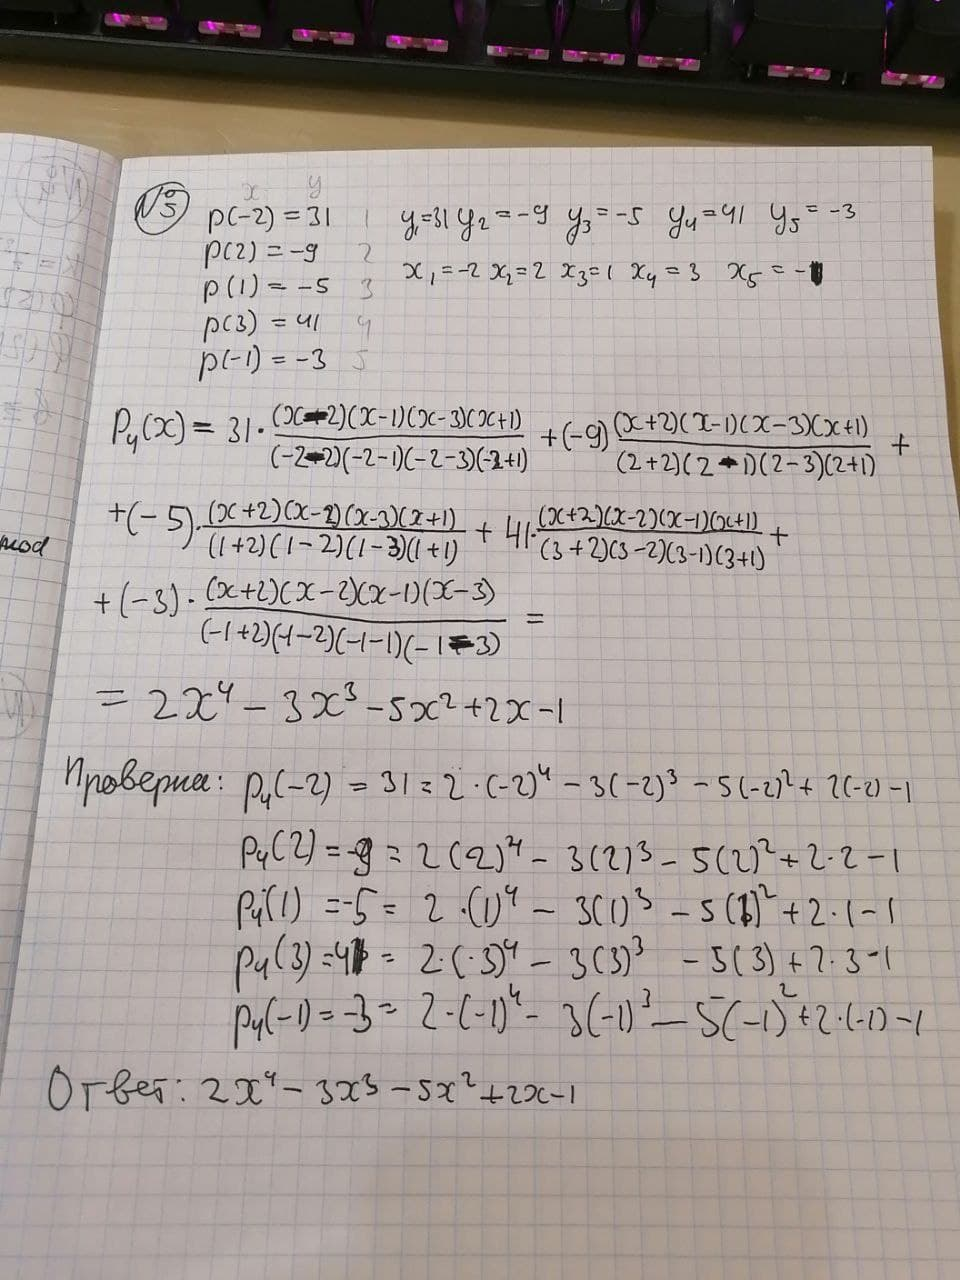 №5 x y
p(-2) = 31 1 y₁=31 y₂ = -9 y₃ = -5 y₄ = 41 y₅ = -3
p(2) = -9 2 x₁ = -2 x₂ = 2 x₃ = 1 x₄ = 3 x₅ = -1
p(1) = -5 3
p(3) = 41 4
p(-1) = -3 5
P₄(x) = 31 · (x-2)(x-1)(x-3)(x+1) / (-2-2)(-2-1)(-2-3)(-2+1) + (-9) (x+2)(x-1)(x-3)(x+1) / (2+2)(2-1)(2-3)(2+1) +
+ (-5) · (x+2)(x-2)(x-3)(x+1) / (1+2)(1-2)(1-3)(1+1) + 41 · (x+2)(x-2)(x-1)(x+1) / (3+2)(3-2)(3-1)(3+1) +
mod
+ (-3) · (x+2)(x-2)(x-1)(x-3) / (-1+2)(-1-2)(-1-1)(-1-3) =
= 2x⁴ - 3x³ - 5x² + 2x - 1
Проверка: p₄(-2) = 31 = 2 · (-2)⁴ - 3(-2)³ - 5(-2)² + 2(-2) - 1
p₄(2) = -9 = 2(2)⁴ - 3(2)³ - 5(2)² + 2·2 - 1
p₄(1) = -5 = 2 · (1)⁴ - 3(1)³ - 5(1)² + 2·1 - 1
p₄(3) = 41 = 2·(·3)⁴ - 3(3)³ - 5(3) + 2·3 - 1
p₄(-1) = -3 = 2·(-1)⁴ - 3(-1)³ - 5(-1)² + 2·(-1) - 1
Ответ: 2x⁴ - 3x³ - 5x² + 2x - 1